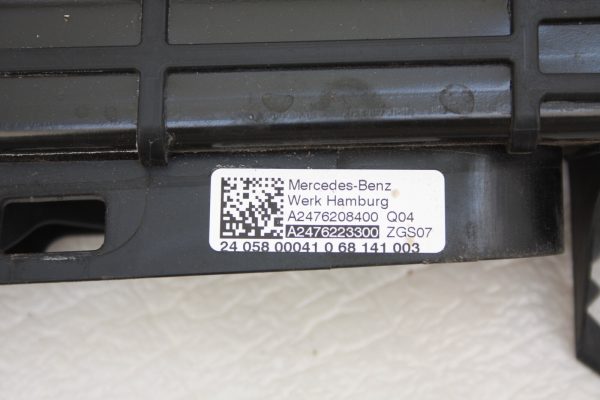 Mercedes-Benz
Werk Hamburg
A2476208400 Q04
A2476223300 ZGS07
24 058 00041 0 68 141 003